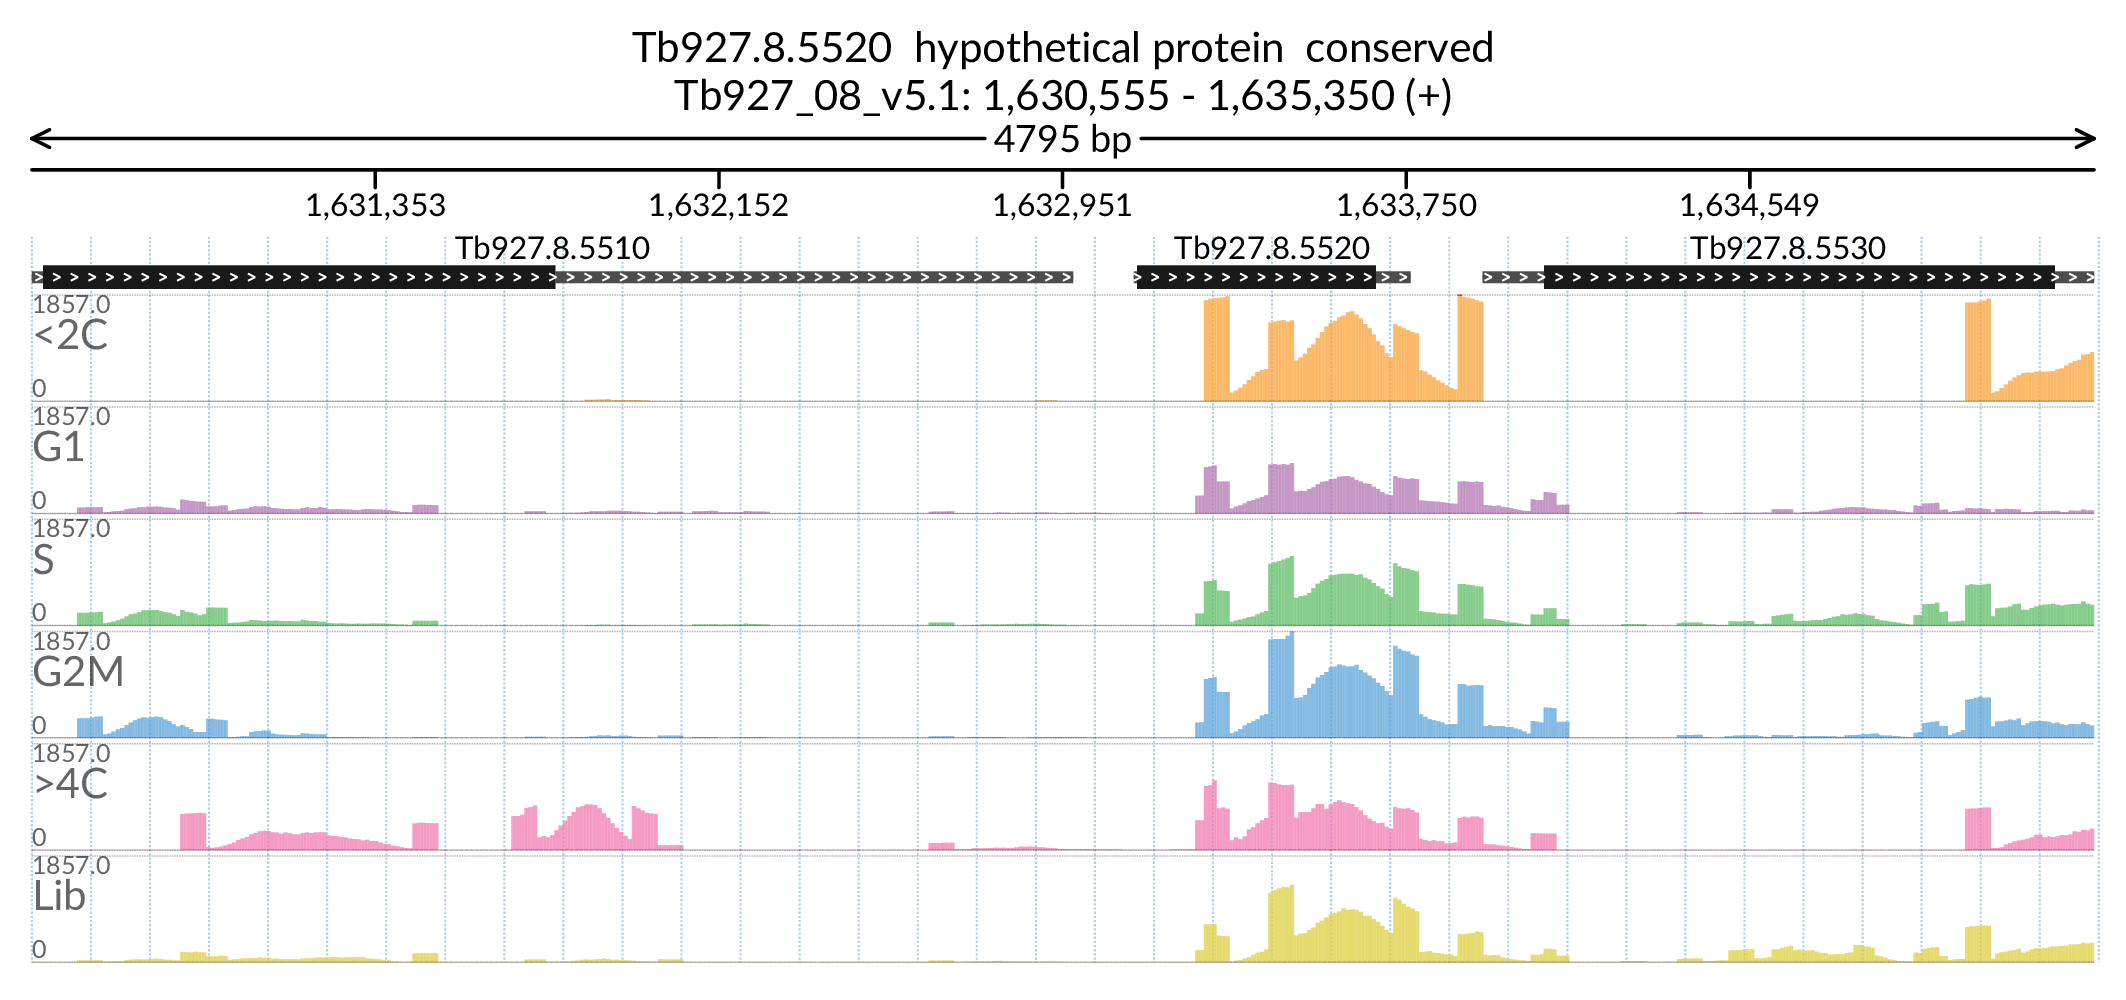 Tb927.8.5520 hypothetical protein conserved
Tb927_08_v5.1: 1,630,555 - 1,635,350 (+)
4795 bp
1,631,353 1,632,152 1,632,951 1,633,750 1,634,549
Tb927.8.5510 Tb927.8.5520 Tb927.8.5530
1857.0
<2C
0
1857.0
G1
0
1857.0
S
0
1857.0
G2M
0
1857.0
>4C
0
1857.0
Lib
0